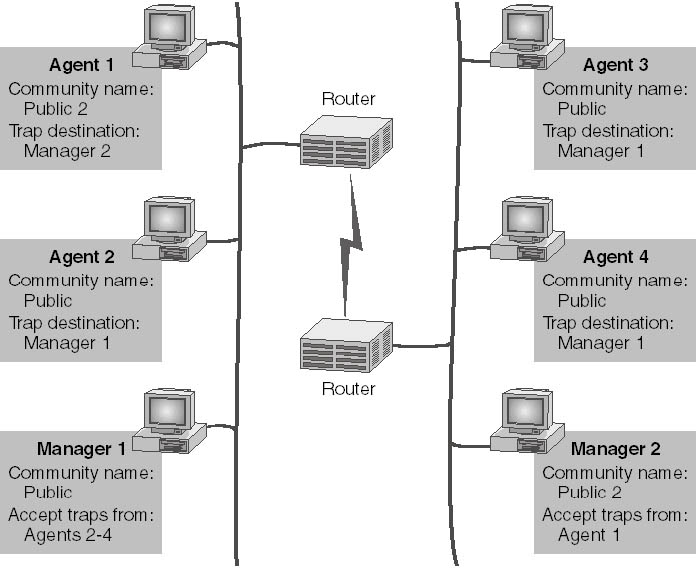 Agent 1
Community name:
Public 2
Trap destination:
Manager 2
Agent 2
Community name:
Public
Trap destination:
Manager 1
Manager 1
Community name:
Public
Accept traps from:
Agents 2-4
Router
Router
Agent 3
Community name:
Public
Trap destination:
Manager 1
Agent 4
Community name:
Public
Trap destination:
Manager 1
Manager 2
Community name:
Public 2
Accept traps from:
Agent 1